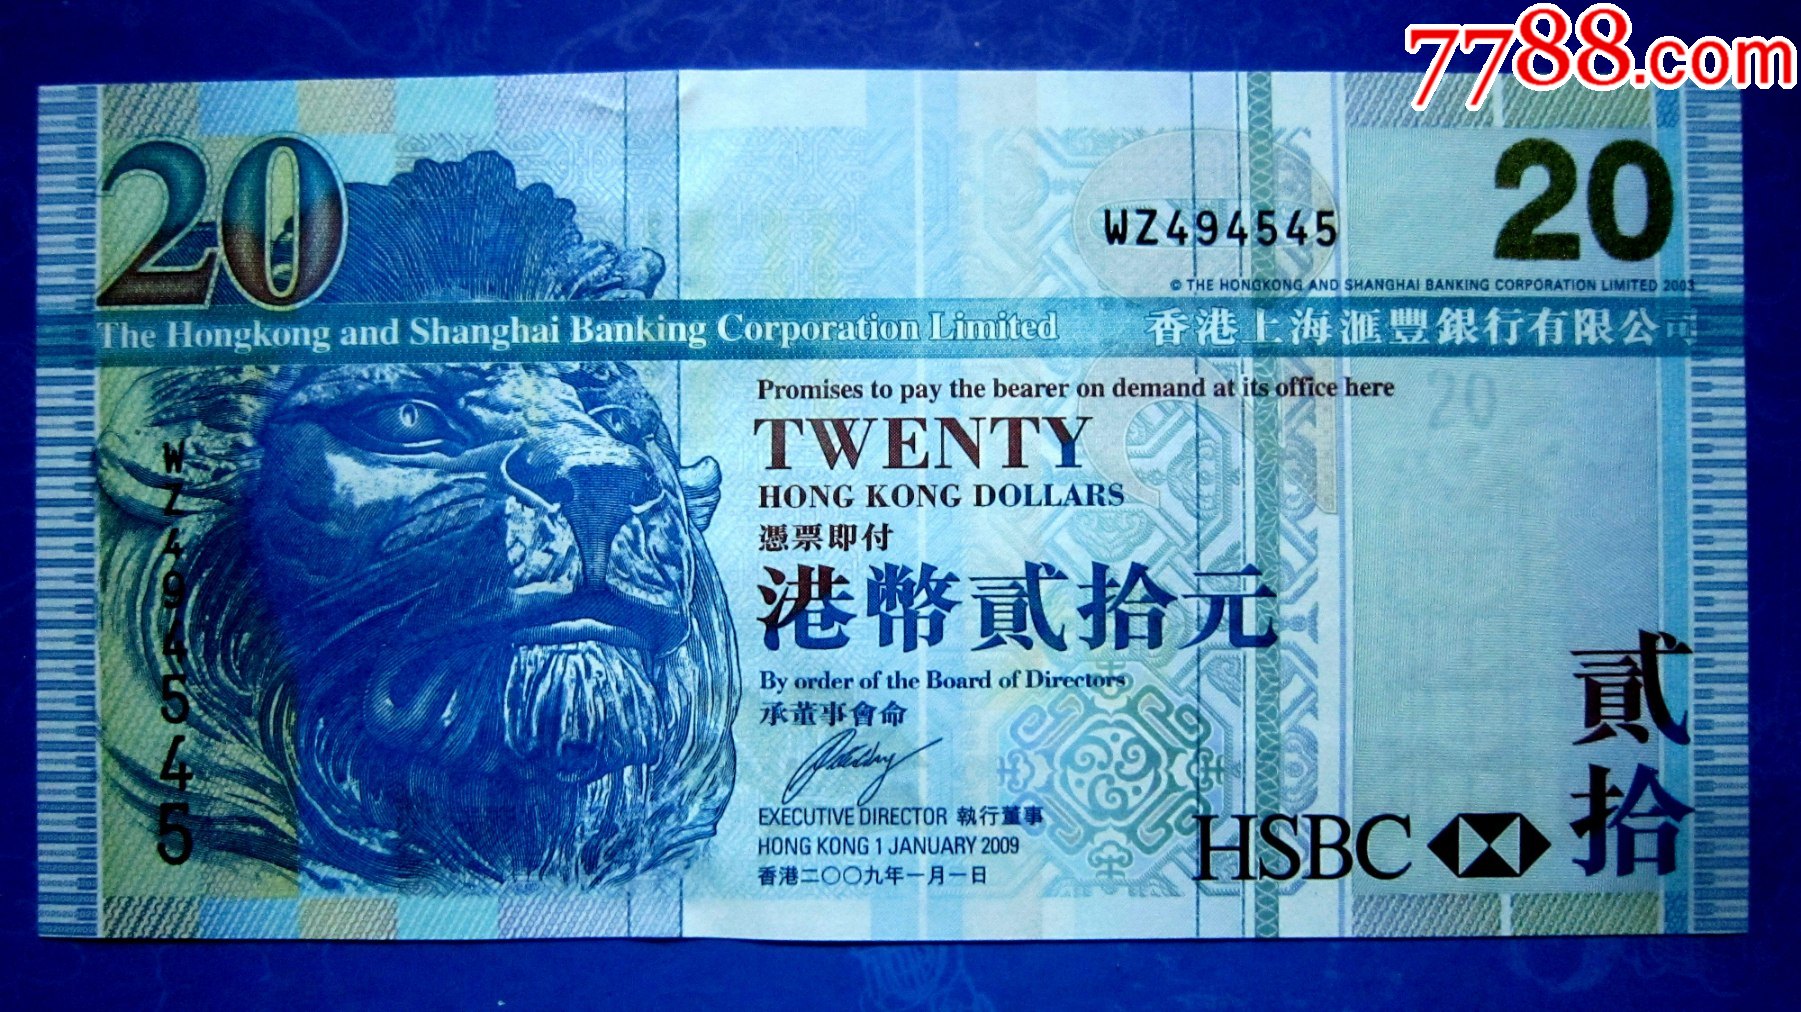 7788.com
20
20
WZ494545
© THE HONGKONG AND SHANGHAI BANKING CORPORATION LIMITED 2003
The Hongkong and Shanghai Banking Corporation Limited 香港上海滙豐銀行有限公司
Promises to pay the bearer on demand at its office here
20
TWENTY
HONG KONG DOLLARS
憑票即付
港幣貳拾元
WZ494545
By order of the Board of Directors
承董事會命
EXECUTIVE DIRECTOR 執行董事
HONG KONG 1 JANUARY 2009
香港二〇〇九年一月一日
HSBC
貳拾